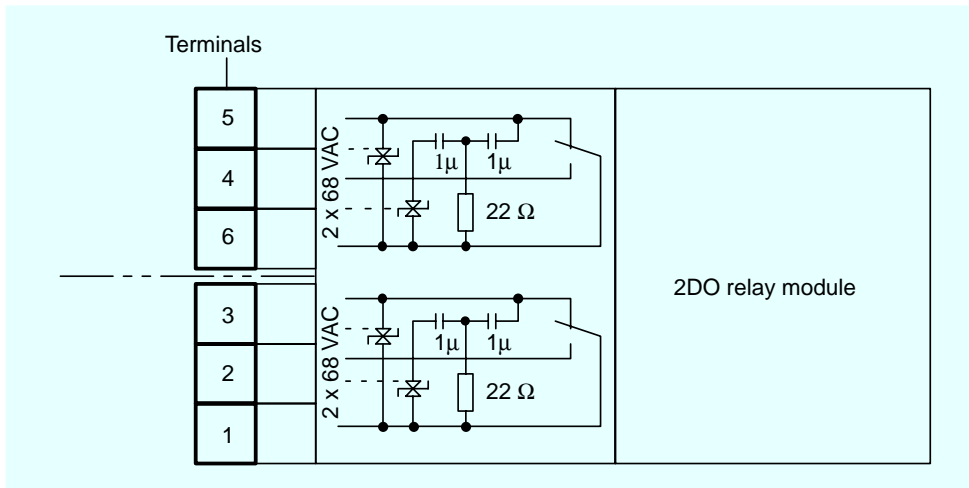 Terminals
5
4
6
3
2
1
2 x 68 VAC
1µ
1µ
22 Ω
2 x 68 VAC
1µ
1µ
22 Ω
2DO relay module